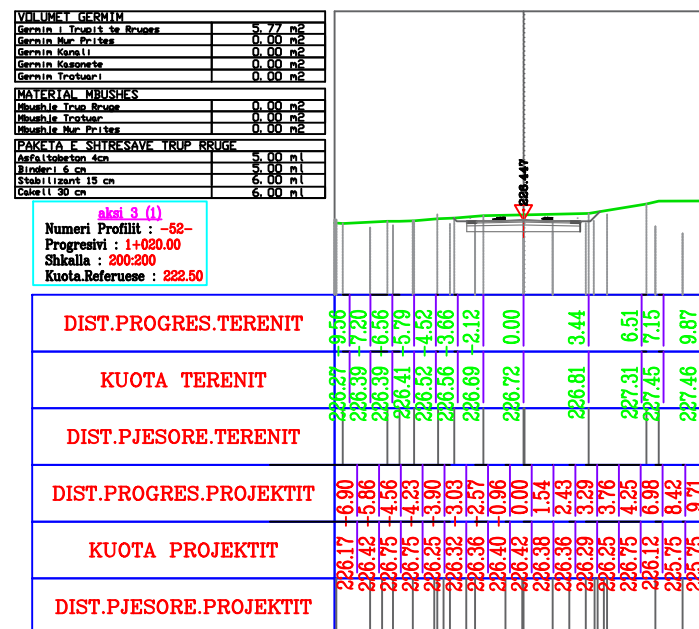 VOLUMET GERMIM
Germim i Trupit te Rruges 5.77 m2
Germim Mur Prites 0.00 m2
Germim Kanali 0.00 m2
Germim Kasonete 0.00 m2
Germim Trotuari 0.00 m2
MATERIAL MBUSHES
Mbushje Trup Rruge 0.00 m2
Mbushje Trotuar 0.00 m2
Mbushje Mur Prites 0.00 m2
PAKETA E SHTRESAVE TRUP RRUGE
Asfaltobeton 4cm 5.00 ml
Binderi 6 cm 5.00 ml
Stabilizant 15 cm 6.00 ml
Cakell 30 cm 6.00 ml
aksi 3 (1)
Numeri Profilit : -52-
Progresivi : 1+020.00
Shkalla : 200:200
Kuota.Referuese : 222.50
226.447
DIST.PROGRES.TERENIT -9.56 -7.20 -6.56 -5.79 -4.52 -3.66 -2.12 0.00 3.44 6.51 7.15 9.87
KUOTA TERENIT 226.27 226.39 226.39 226.41 226.52 226.56 226.69 226.72 226.81 227.31 227.45 227.46
DIST.PJESORE.TERENIT
DIST.PROGRES.PROJEKTIT -6.90 -5.86 -4.56 -4.23 -3.90 -3.03 -2.57 -0.96 0.00 1.54 2.43 3.29 3.76 4.25 6.98 8.42 9.71
KUOTA PROJEKTIT 226.17 226.42 226.75 226.75 226.25 226.32 226.36 226.40 226.42 226.38 226.36 226.29 226.25 226.75 226.12 225.75 225.75
DIST.PJESORE.PROJEKTIT